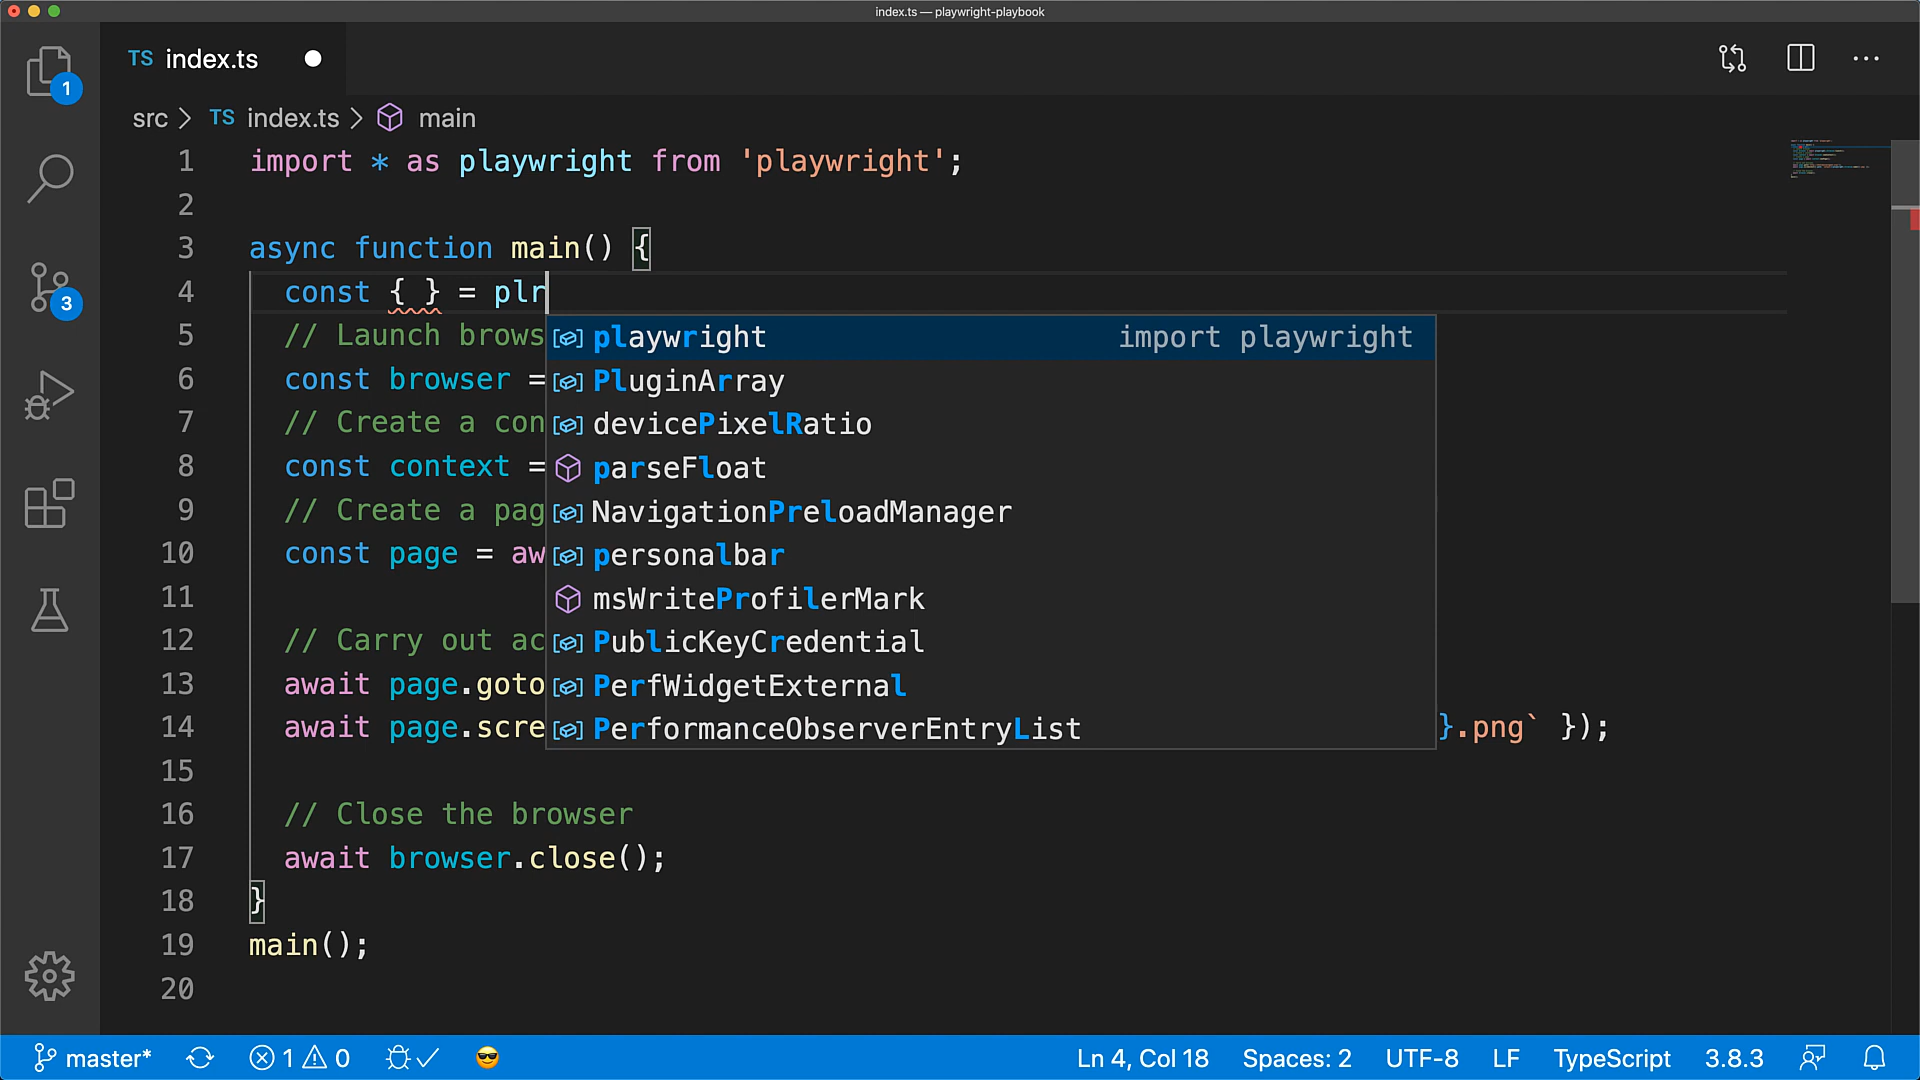 index.ts — playwright-playbook
TS index.ts
1
src > TS index.ts > main
1 import * as playwright from 'playwright';
2
3 async function main() {
4 const { } = plr
5 // Launch brows
6 const browser =
7 // Create a con
8 const context =
9 // Create a pag
10 const page = aw
11
12 // Carry out ac
13 await page.goto
14 await page.scre }.png` });
15
16 // Close the browser
17 await browser.close();
18 }
19 main();
20
playwright import playwright
PluginArray
devicePixelRatio
parseFloat
NavigationPreloadManager
personalbar
msWriteProfilerMark
PublicKeyCredential
PerfWidgetExternal
PerformanceObserverEntryList
3
master* 1 0 Ln 4, Col 18 Spaces: 2 UTF-8 LF TypeScript 3.8.3